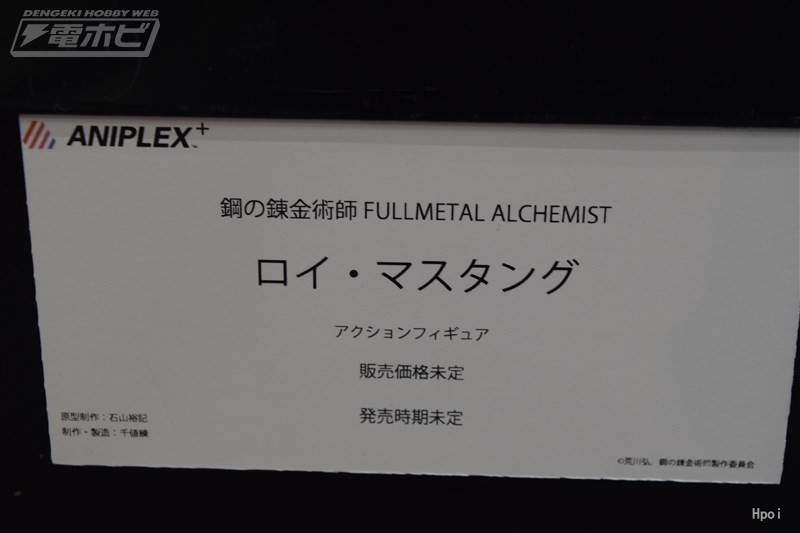 DENGEKI HOBBY WEB
電ホビ
ANIPLEX+
鋼の錬金術師 FULLMETAL ALCHEMIST
ロイ・マスタング
アクションフィギュア
販売価格未定
発売時期未定
原型制作：石山裕記
制作・製造：千値練
©荒川弘／鋼の錬金術師製作委員会
Hpoi